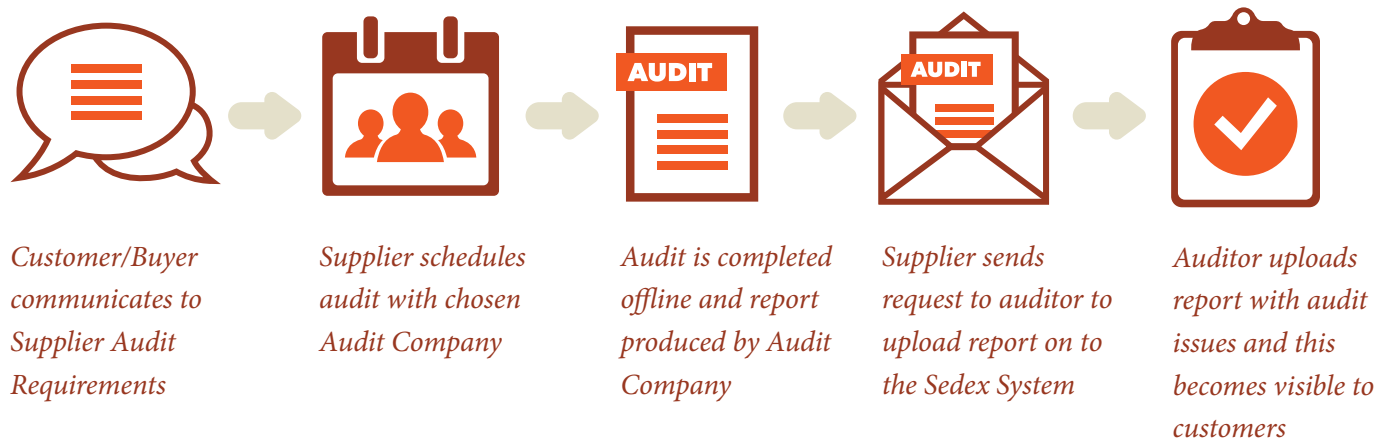 AUDIT
AUDIT
Customer/Buyer
communicates to
Supplier Audit
Requirements
Supplier schedules
audit with chosen
Audit Company
Audit is completed
offline and report
produced by Audit
Company
Supplier sends
request to auditor to
upload report on to
the Sedex System
Auditor uploads
report with audit
issues and this
becomes visible to
customers